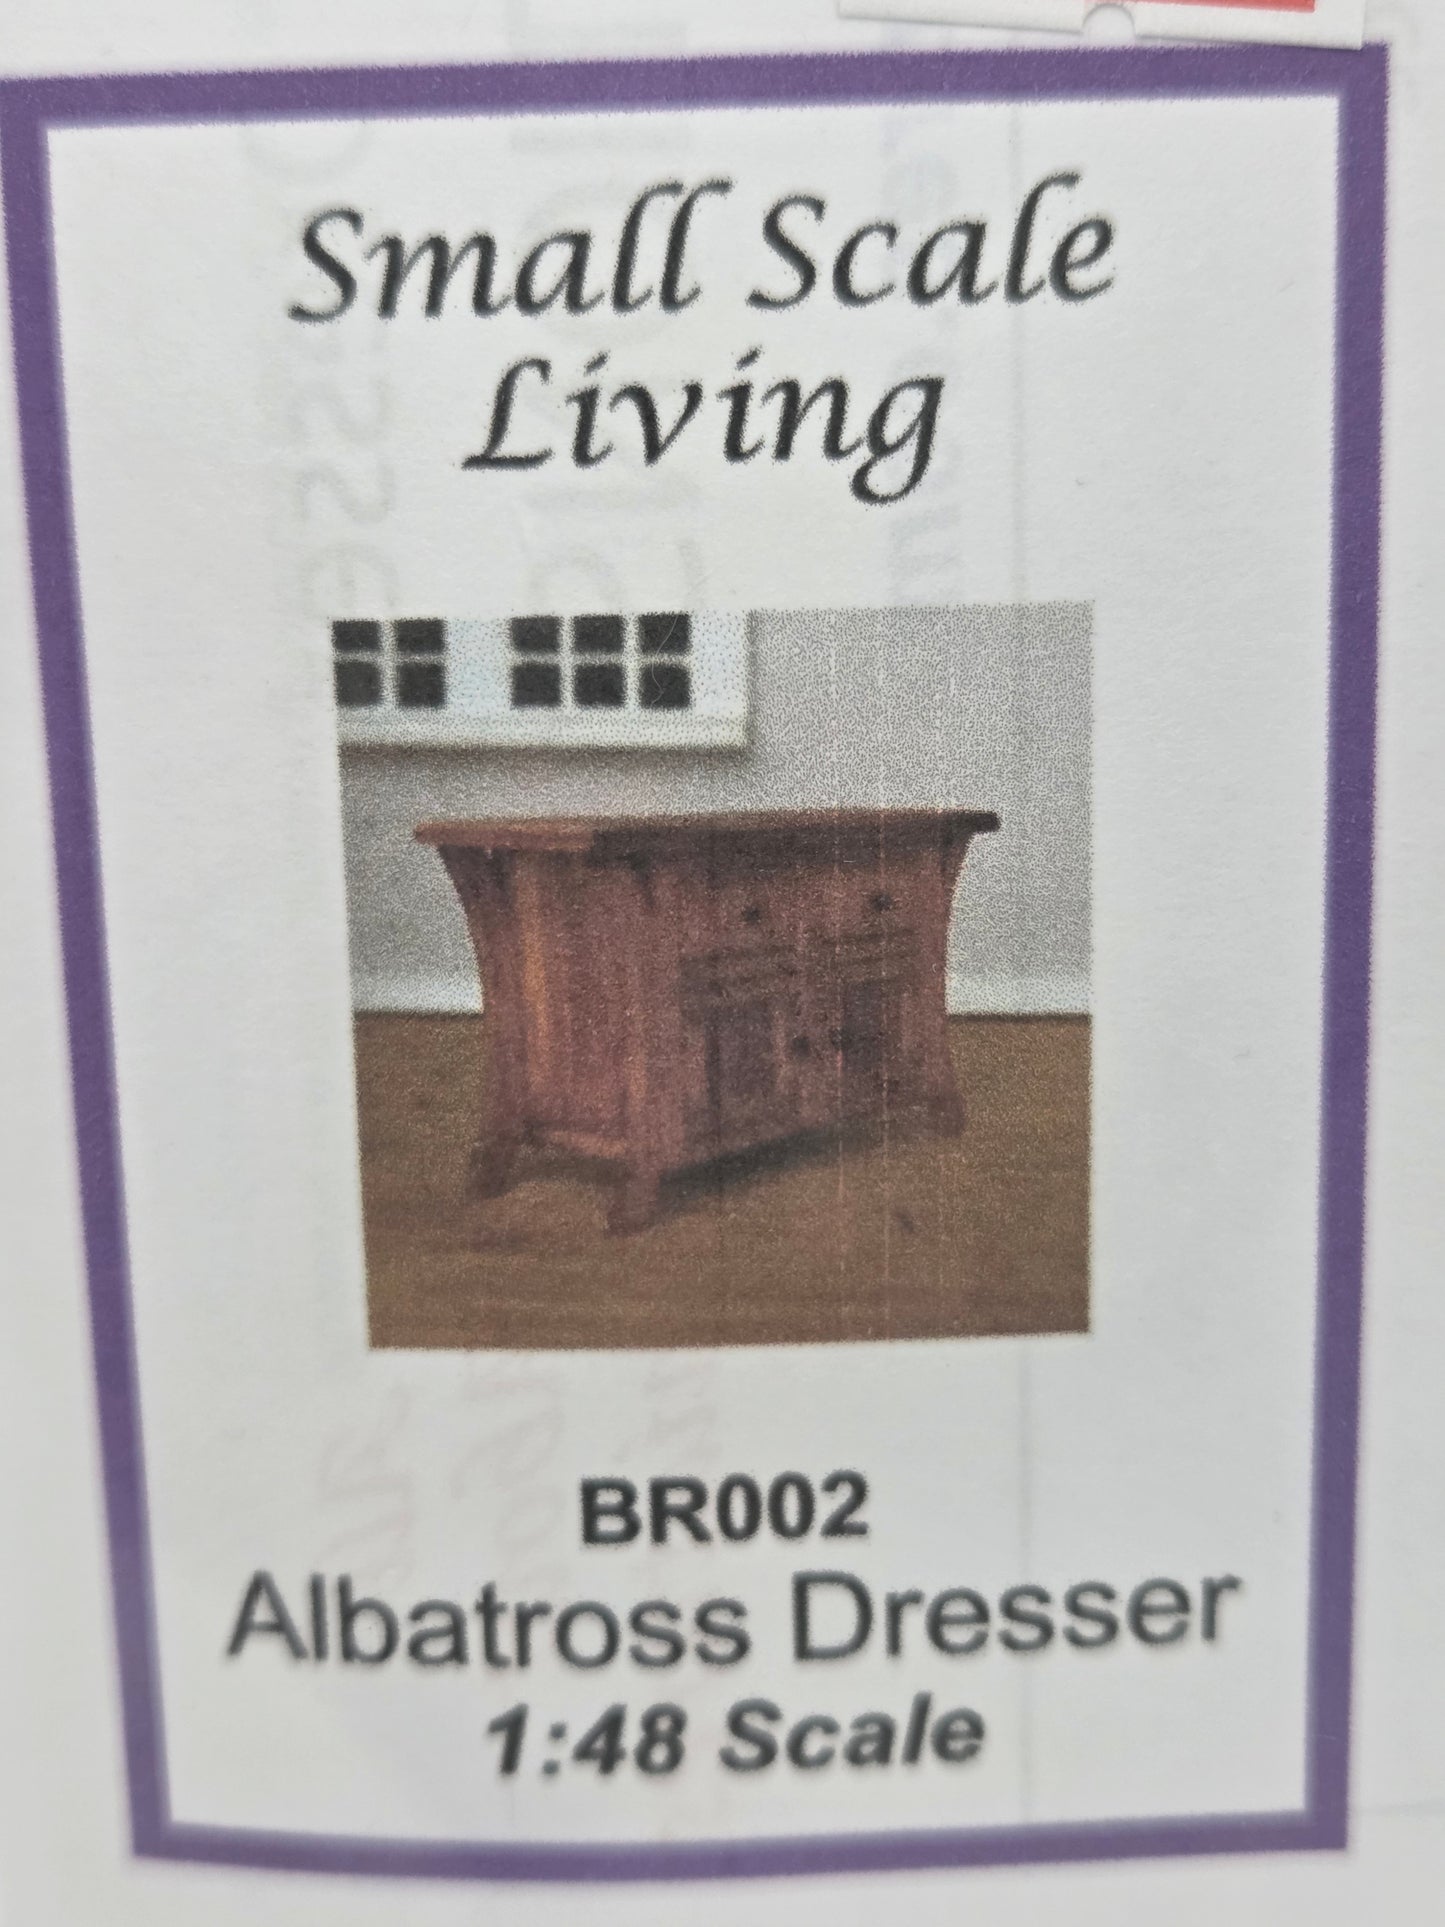 Small Scale
Living
BR002
Albatross Dresser
1:48 Scale